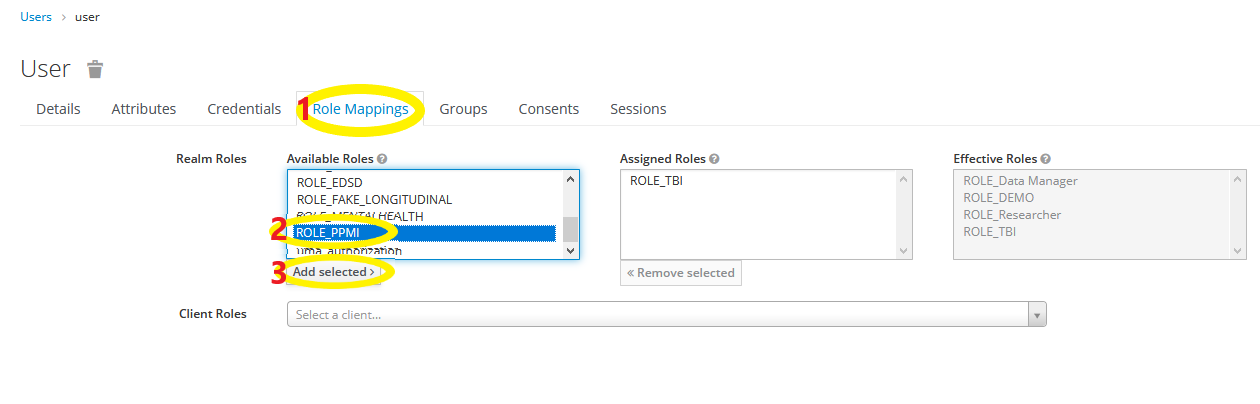 Users > user
User
Details Attributes Credentials 1 Role Mappings Groups Consents Sessions
Realm Roles Available Roles Assigned Roles Effective Roles
ROLE_EDSD
ROLE_FAKE_LONGITUDINAL
ROLE_MENTALHEALTH
2 ROLE_PPMI
uma_authorization
3 Add selected >
ROLE_TBI
« Remove selected
ROLE_Data Manager
ROLE_DEMO
ROLE_Researcher
ROLE_TBI
Client Roles Select a client...